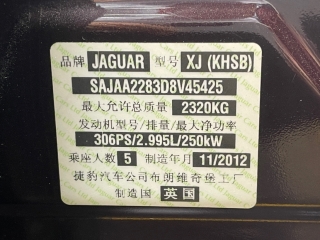 品牌 JAGUAR 型号 XJ (KHSB)
SAJAA2283D8V45425
最大允许总质量 2320KG
发动机型号/排量/最大净功率
306PS/2.995L/250kW
乘座人数 5 制造年月 11/2012
捷豹汽车公司布朗维奇堡工厂
制造国 英国